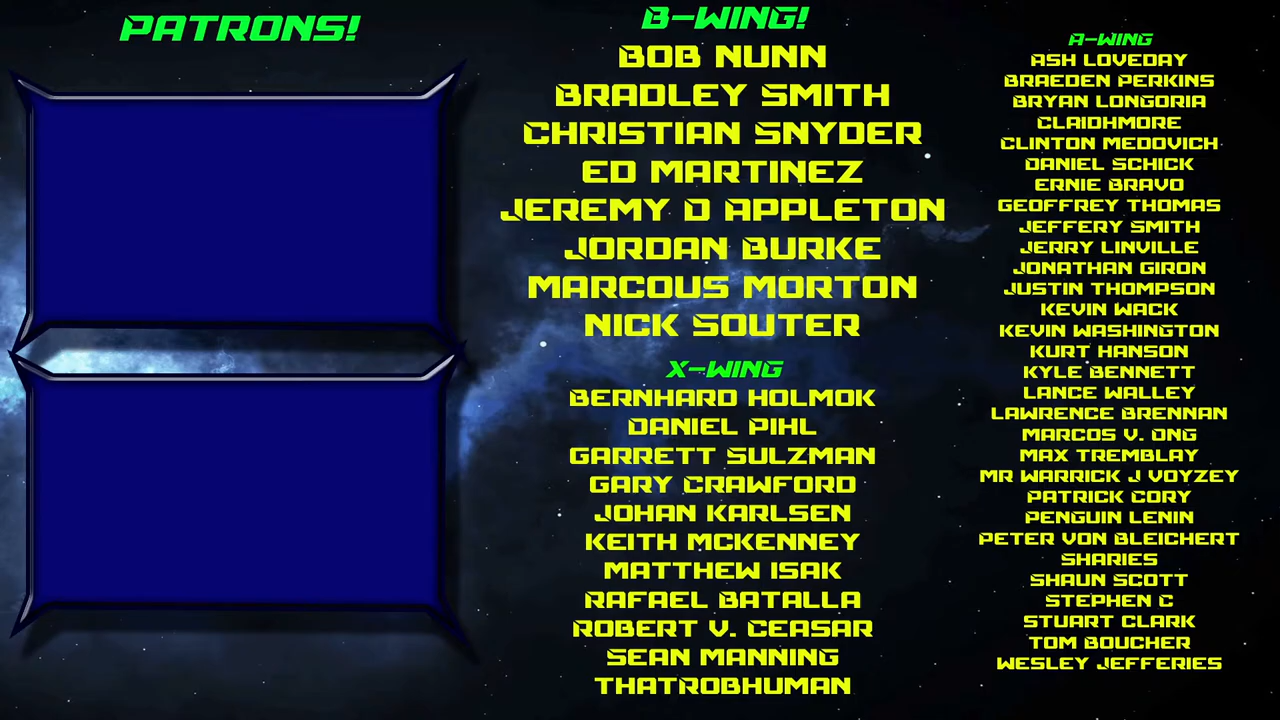 PATRONS!
B-WING!
BOB NUNN
BRADLEY SMITH
CHRISTIAN SNYDER
ED MARTINEZ
JEREMY D APPLETON
JORDAN BURKE
MARCOUS MORTON
NICK SOUTER
X-WING
BERNHARD HOLMOK
DANIEL PIHL
GARRETT SULZMAN
GARY CRAWFORD
JOHAN KARLSEN
KEITH MCKENNEY
MATTHEW ISAK
RAFAEL BATALLA
ROBERT V. CEASAR
SEAN MANNING
THATROBHUMAN
A-WING
ASH LOVEDAY
BRAEDEN PERKINS
BRYAN LONGORIA
CLAIDHMORE
CLINTON MEDOVICH
DANIEL SCHICK
ERNIE BRAVO
GEOFFREY THOMAS
JEFFERY SMITH
JERRY LINVILLE
JONATHAN GIRON
JUSTIN THOMPSON
KEVIN WACK
KEVIN WASHINGTON
KURT HANSON
KYLE BENNETT
LANCE WALLEY
LAWRENCE BRENNAN
MARCOS V. ONG
MAX TREMBLAY
MR WARRICK J VOYZEY
PATRICK CORY
PENGUIN LENIN
PETER VON BLEICHERT
SHARIES
SHAUN SCOTT
STEPHEN C
STUART CLARK
TOM BOUCHER
WESLEY JEFFERIES